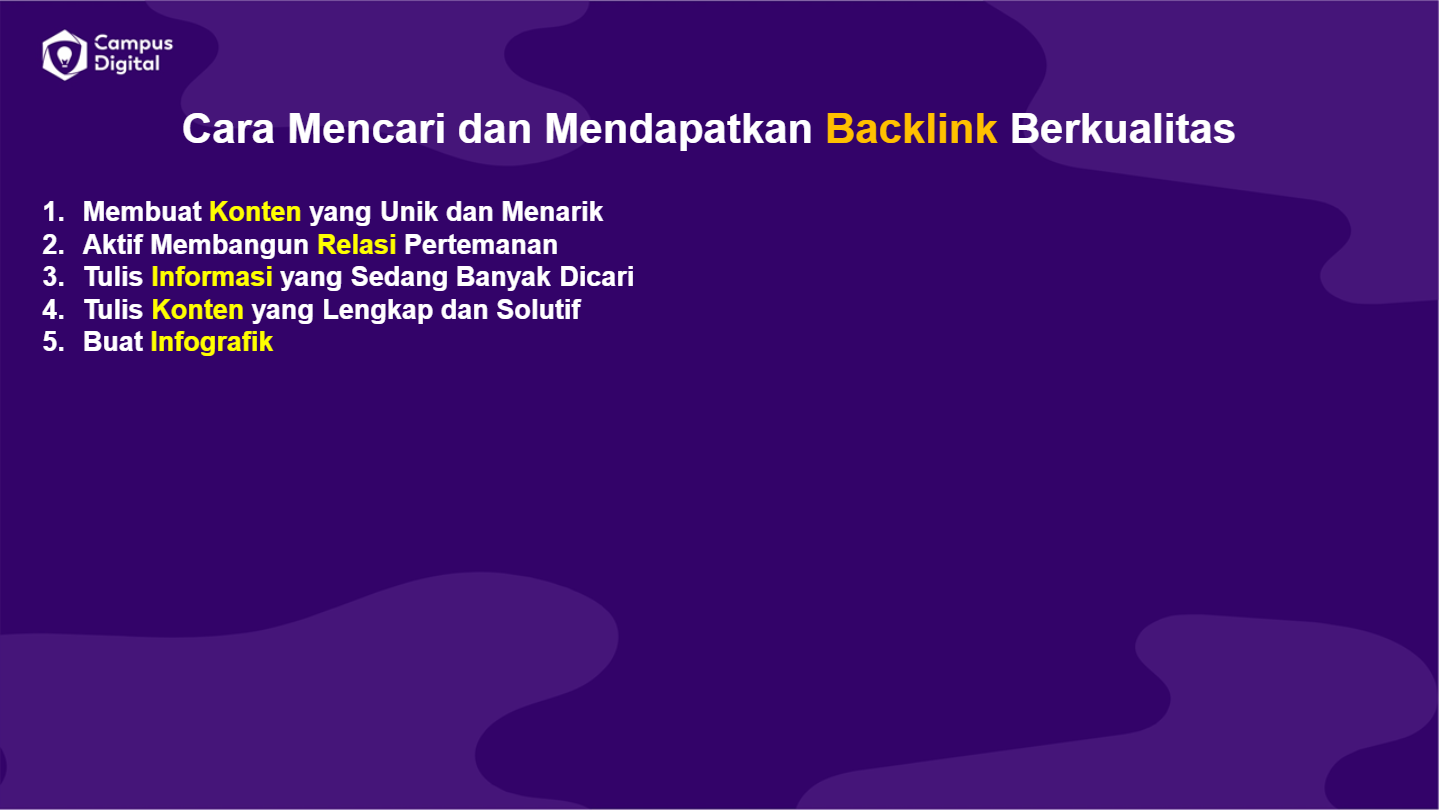 Campus
Digital
Cara Mencari dan Mendapatkan Backlink Berkualitas
1. Membuat Konten yang Unik dan Menarik
2. Aktif Membangun Relasi Pertemanan
3. Tulis Informasi yang Sedang Banyak Dicari
4. Tulis Konten yang Lengkap dan Solutif
5. Buat Infografik